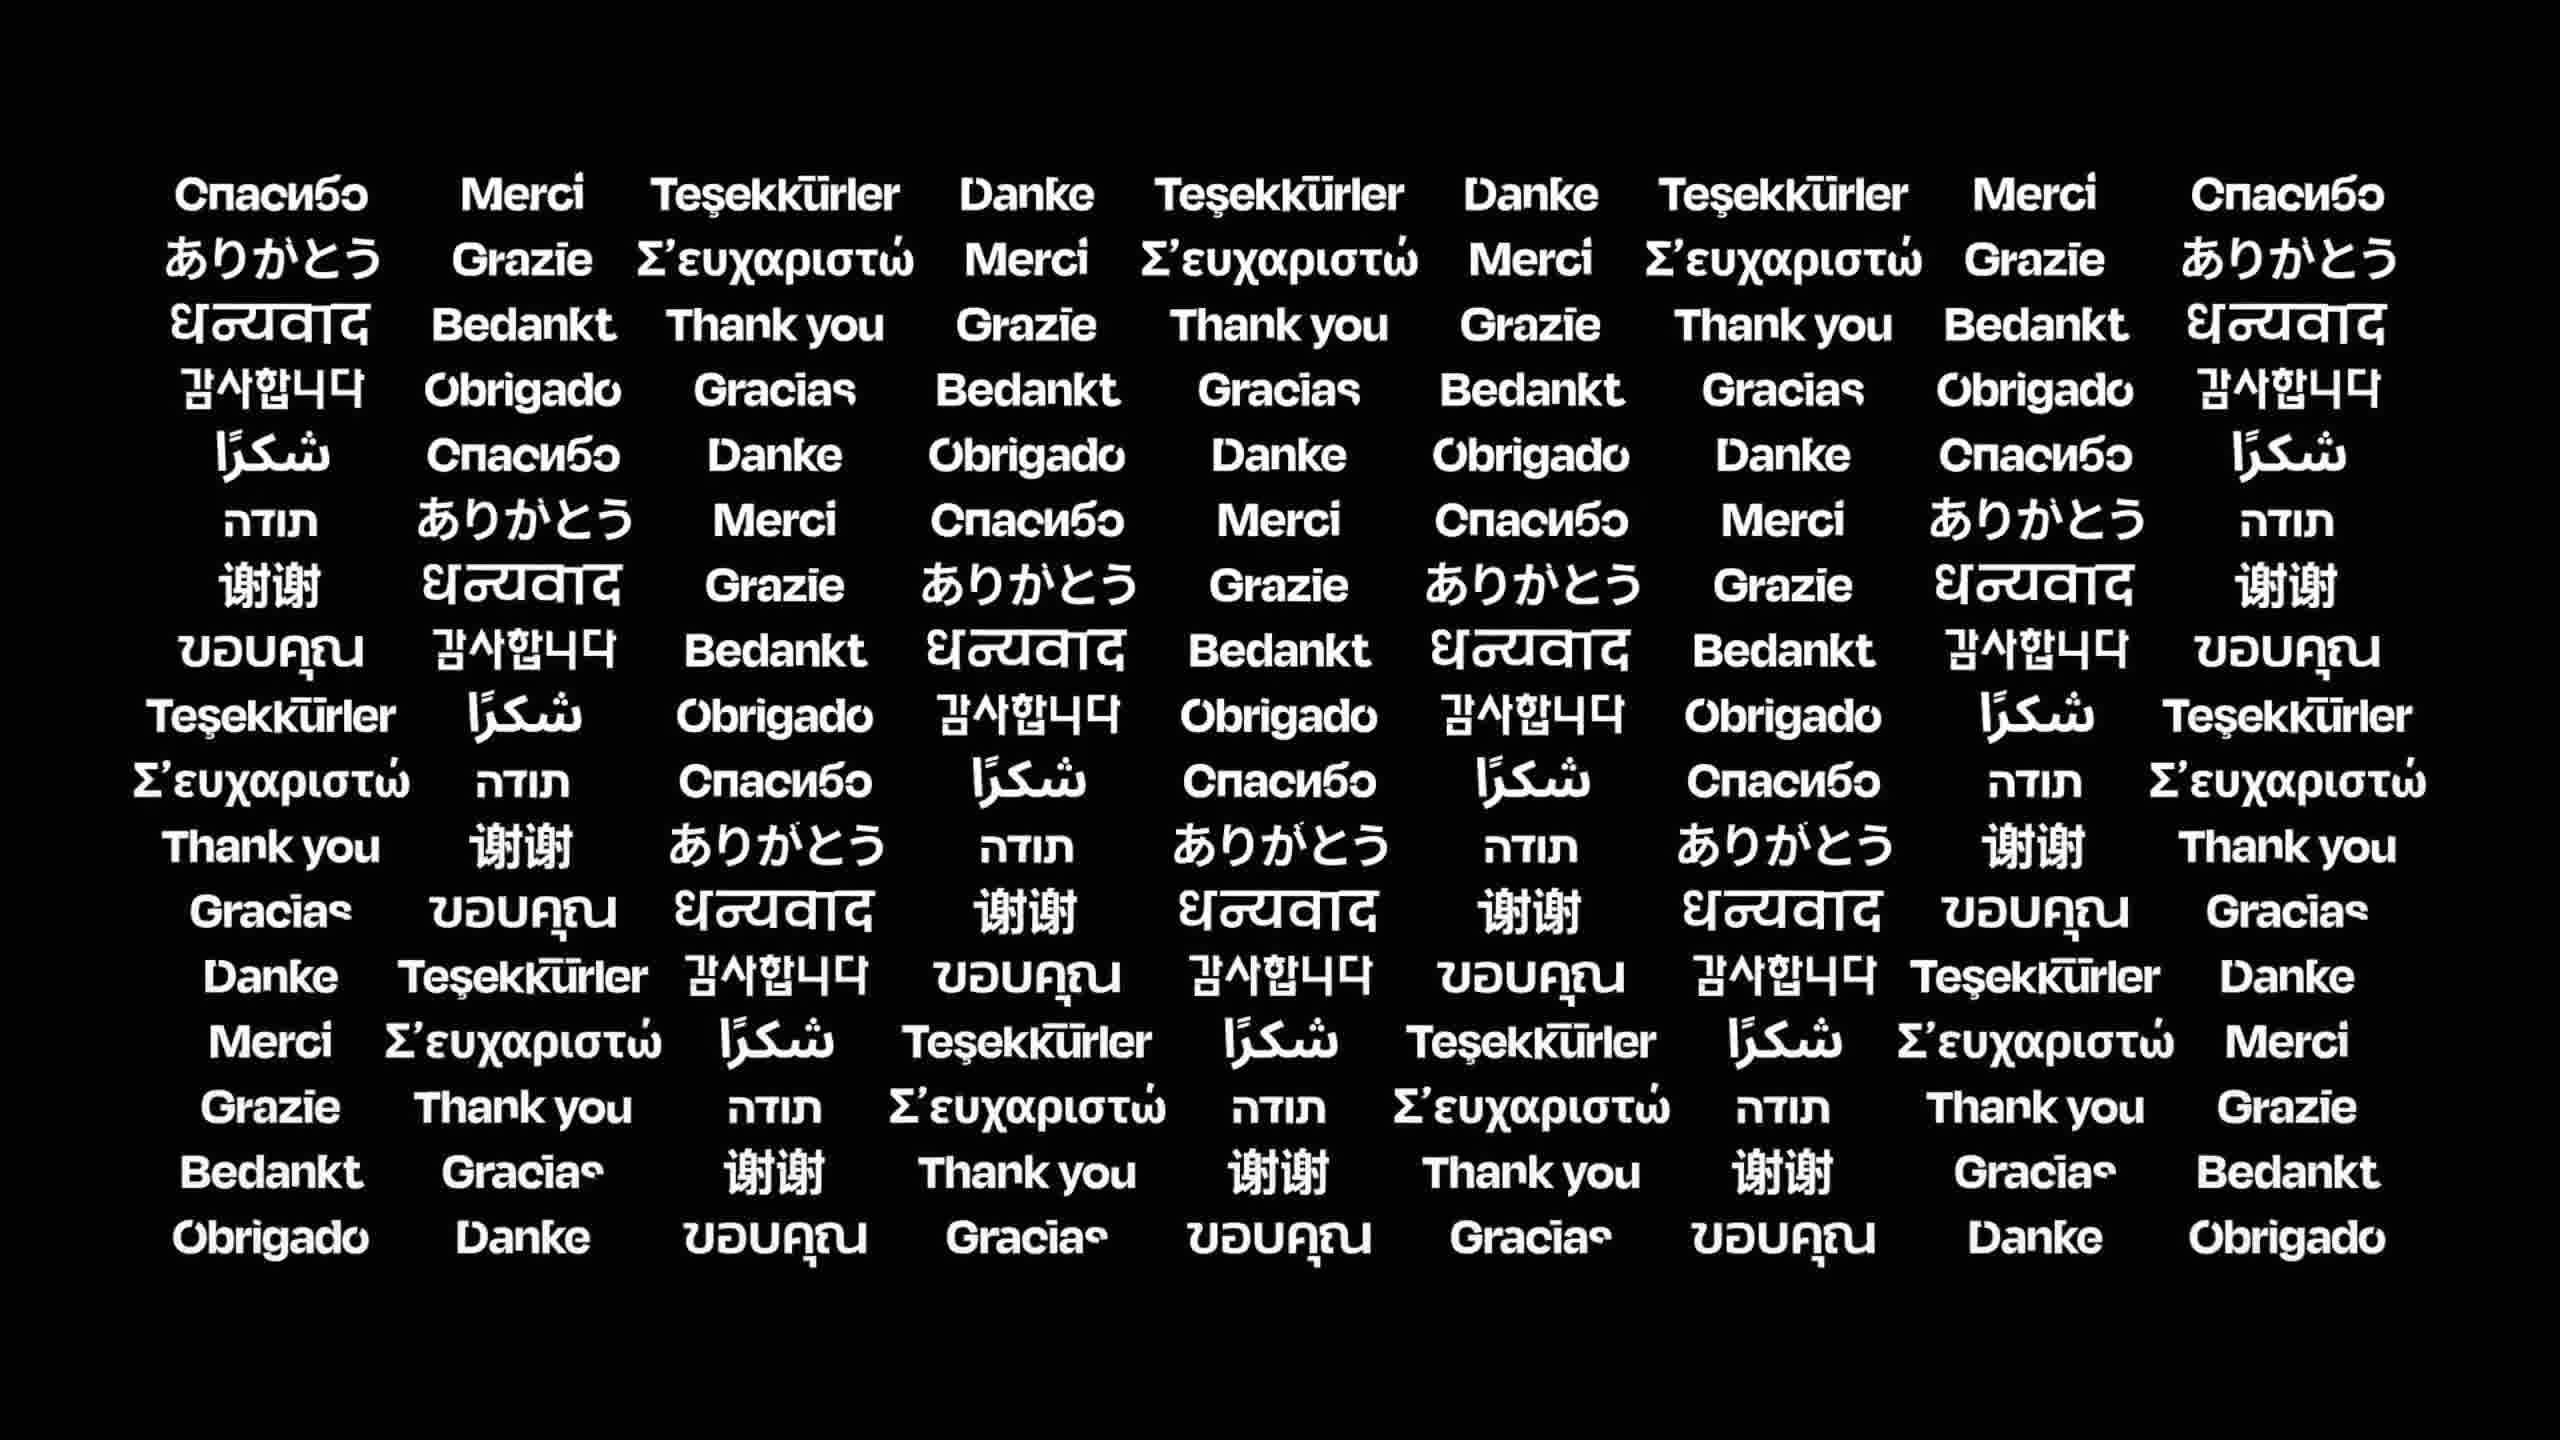 Спасибо Merci Teşekkürler Danke Teşekkürler Danke Teşekkürler Merci Спасибо
ありがとう Grazie Σ’ευχαριστώ Merci Σ’ευχαριστώ Merci Σ’ευχαριστώ Grazie ありがとう
धन्यवाद Bedankt Thank you Grazie Thank you Grazie Thank you Bedankt धन्यवाद
감사합니다 Obrigado Gracias Bedankt Gracias Bedankt Gracias Obrigado 감사합니다
شكرًا Спасибо Danke Obrigado Danke Obrigado Danke Спасибо شكرًا
תודה ありがとう Merci Спасибо Merci Спасибо Merci ありがとう תודה
谢谢 धन्यवाद Grazie ありがとう Grazie ありがとう Grazie धन्यवाद 谢谢
ขอบคุณ 감사합니다 Bedankt धन्यवाद Bedankt धन्यवाद Bedankt 감사합니다 ขอบคุณ
Teşekkürler شكرًا Obrigado 감사합니다 Obrigado 감사합니다 Obrigado شكرًا Teşekkürler
Σ’ευχαριστώ תודה Спасибо شكرًا Спасибо شكرًا Спасибо תודה Σ’ευχαριστώ
Thank you 谢谢 ありがとう תודה ありがとう תודה ありがとう 谢谢 Thank you
Gracias ขอบคุณ धन्यवाद 谢谢 धन्यवाद 谢谢 धन्यवाद ขอบคุณ Gracias
Danke Teşekkürler 감사합니다 ขอบคุณ 감사합니다 ขอบคุณ 감사합니다 Teşekkürler Danke
Merci Σ’ευχαριστώ شكرًا Teşekkürler شكرًا Teşekkürler شكرًا Σ’ευχαριστώ Merci
Grazie Thank you תודה Σ’ευχαριστώ תודה Σ’ευχαριστώ תודה Thank you Grazie
Bedankt Gracias 谢谢 Thank you 谢谢 Thank you 谢谢 Gracias Bedankt
Obrigado Danke ขอบคุณ Gracias ขอบคุณ Gracias ขอบคุณ Danke Obrigado